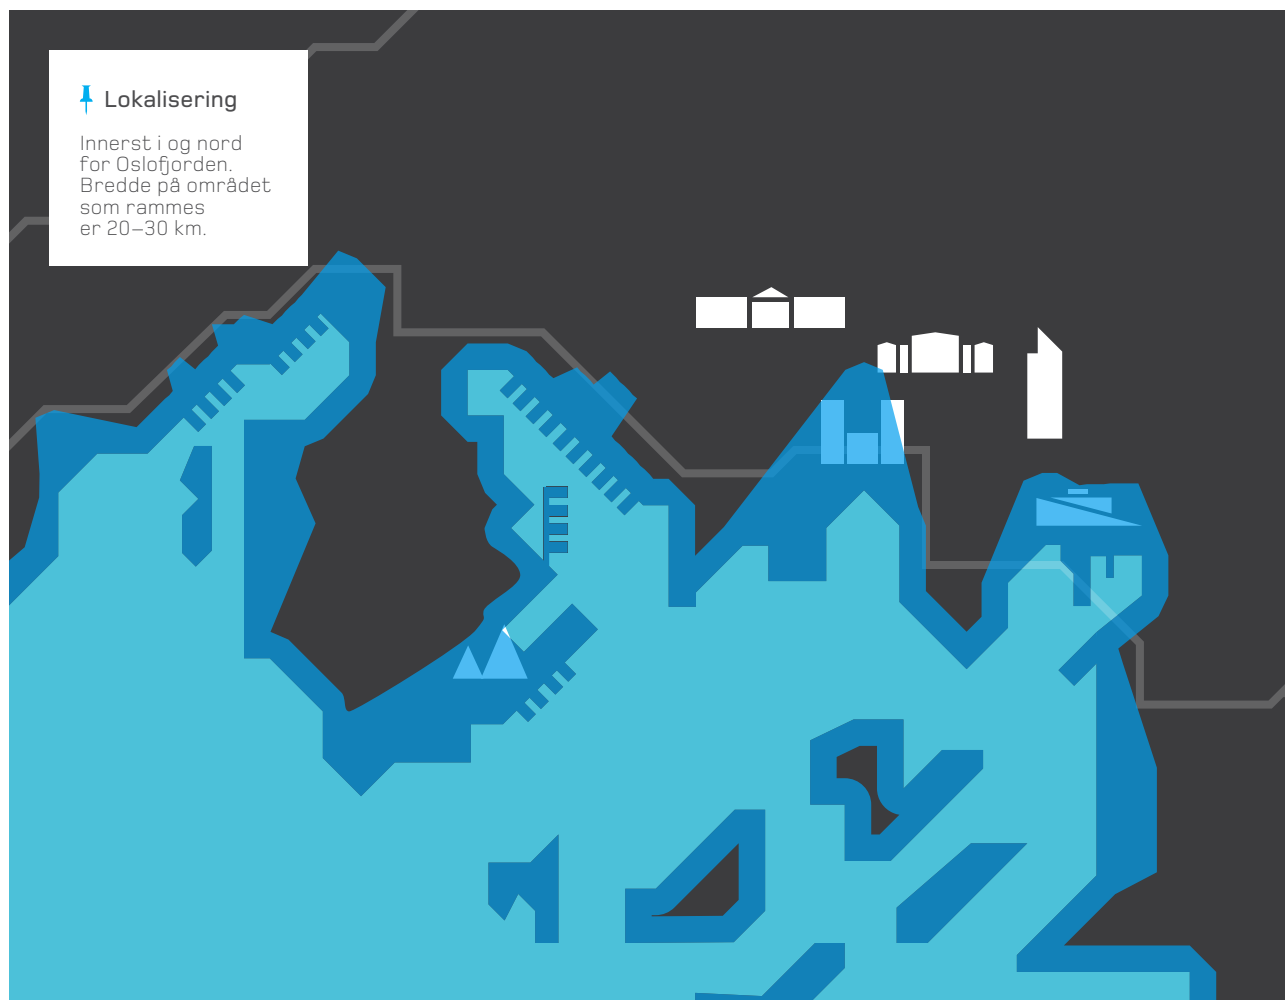 Lokalisering
Innerst i og nord
for Oslofjorden.
Bredde på området
som rammes
er 20–30 km.